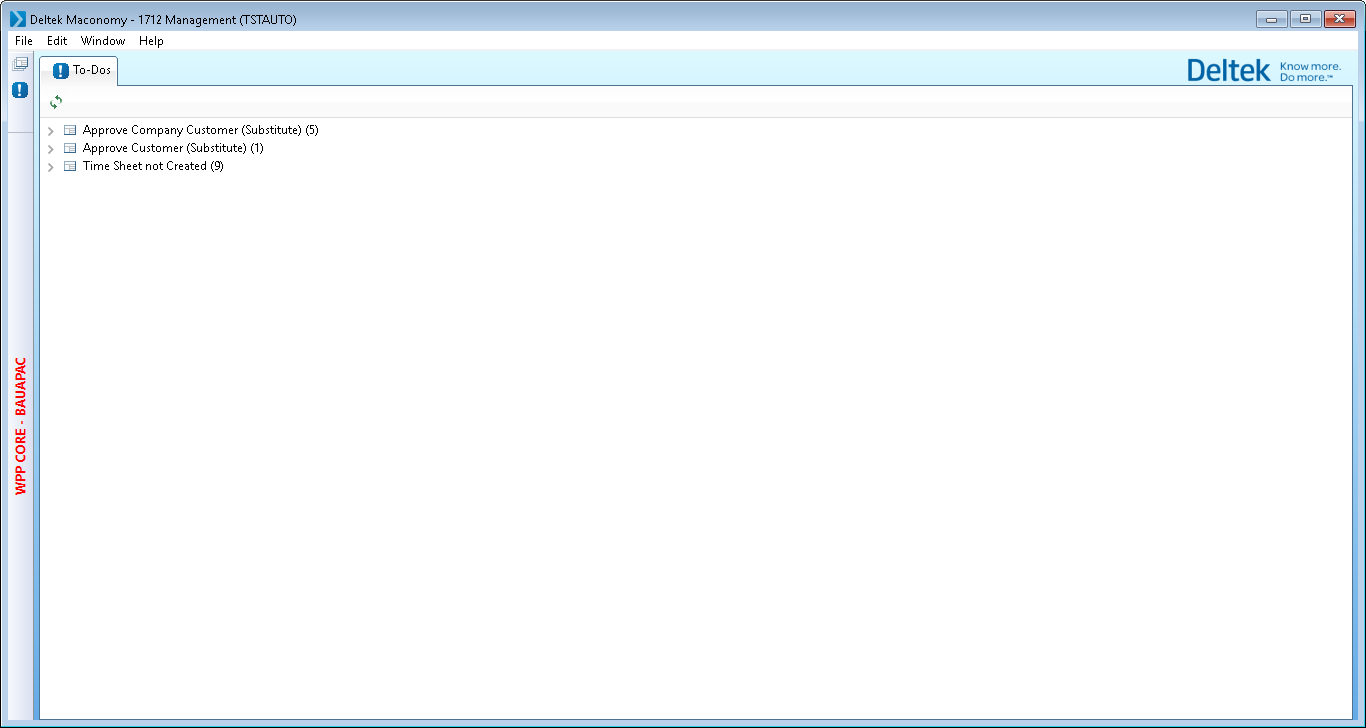 Deltek Maconomy - 1712 Management (TSTAUTO)
File Edit Window Help
To-Dos
Deltek Know more.
Do more.™
Approve Company Customer (Substitute) (5)
Approve Customer (Substitute) (1)
Time Sheet not Created (9)
WPP CORE - BAUAPAC